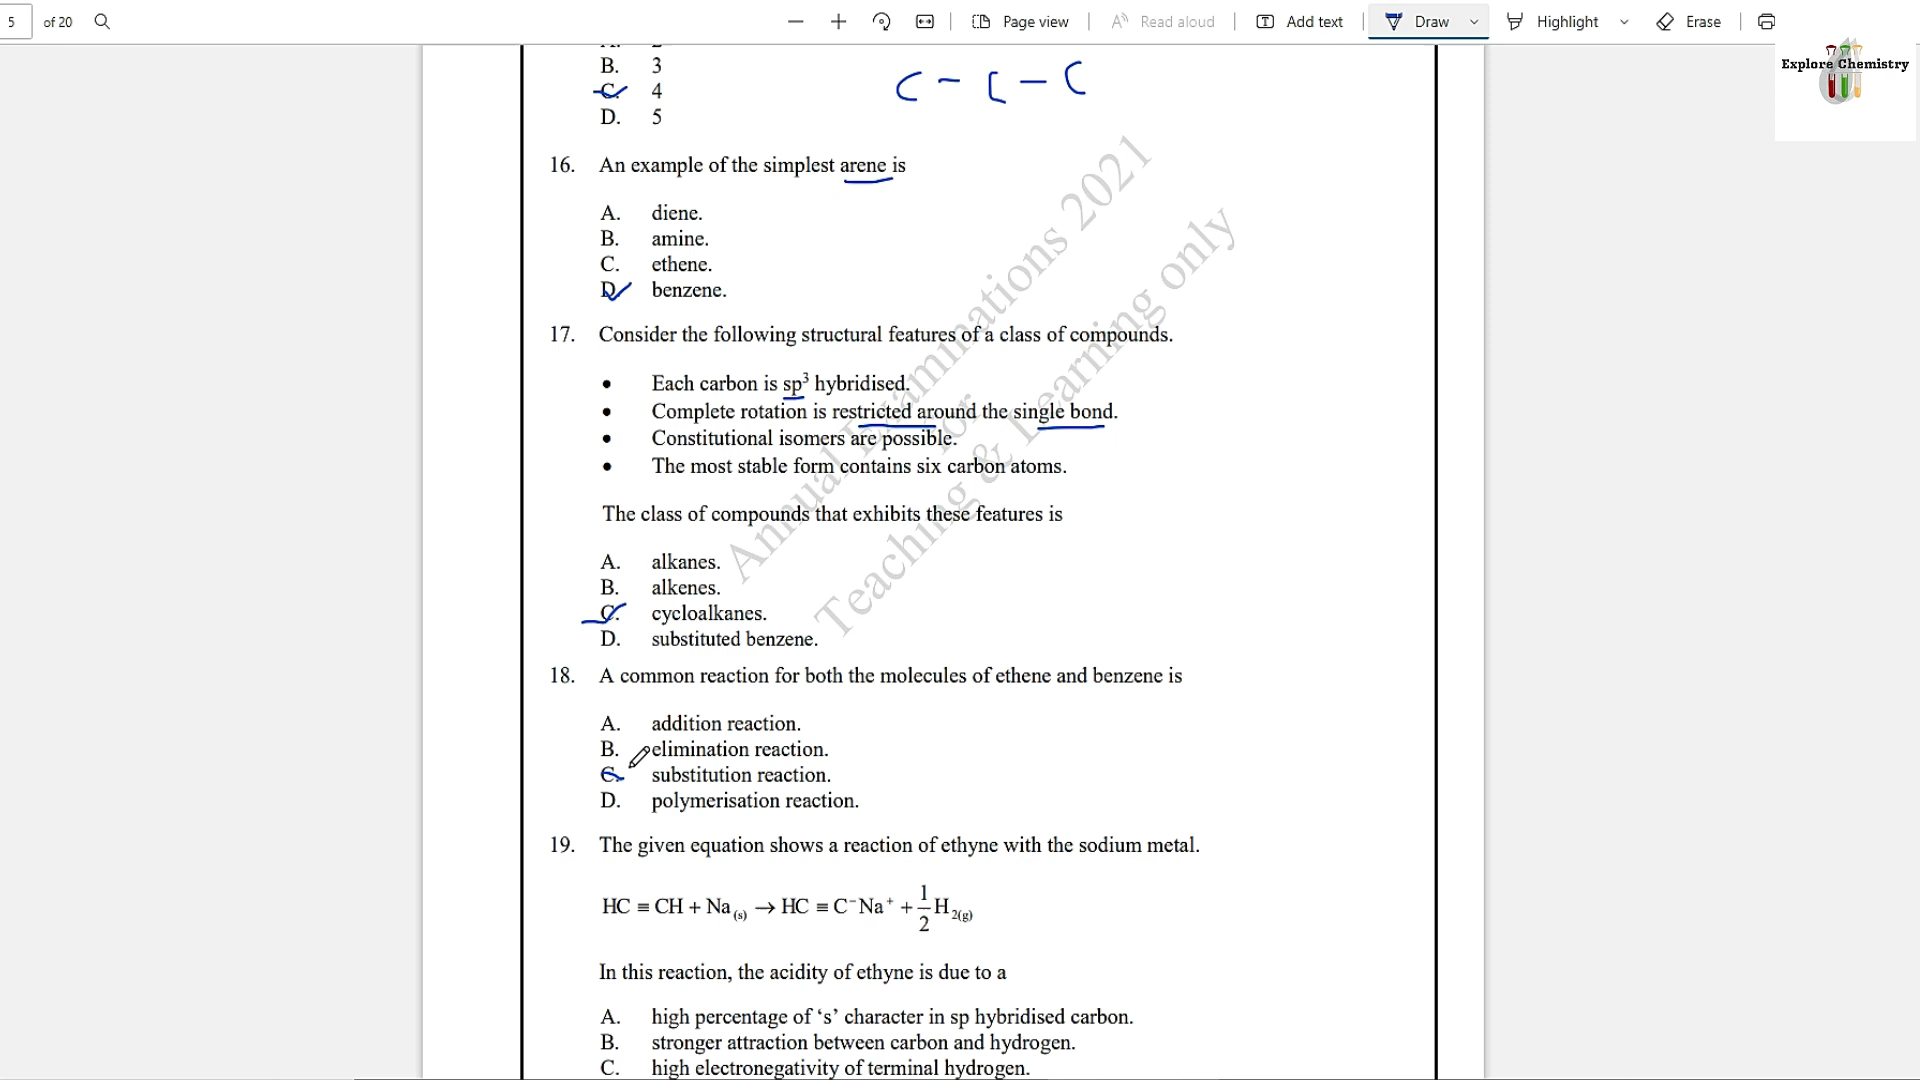 5 of 20 Page view Read aloud Add text Draw Highlight Erase
Explore Chemistry
B. 3
C. 4
D. 5
C - C - C
16. An example of the simplest arene is
A. diene.
B. amine.
C. ethene.
D. benzene.
17. Consider the following structural features of a class of compounds.
• Each carbon is sp³ hybridised.
• Complete rotation is restricted around the single bond.
• Constitutional isomers are possible.
• The most stable form contains six carbon atoms.
The class of compounds that exhibits these features is
A. alkanes.
B. alkenes.
C. cycloalkanes.
D. substituted benzene.
18. A common reaction for both the molecules of ethene and benzene is
A. addition reaction.
B. elimination reaction.
C. substitution reaction.
D. polymerisation reaction.
19. The given equation shows a reaction of ethyne with the sodium metal.
HC ≡ CH + Na (s) → HC ≡ C⁻Na⁺ + 1/2 H 2(g)
In this reaction, the acidity of ethyne is due to a
A. high percentage of ‘s’ character in sp hybridised carbon.
B. stronger attraction between carbon and hydrogen.
C. high electronegativity of terminal hydrogen.
Annual Examinations 2021
for
Teaching & Learning only